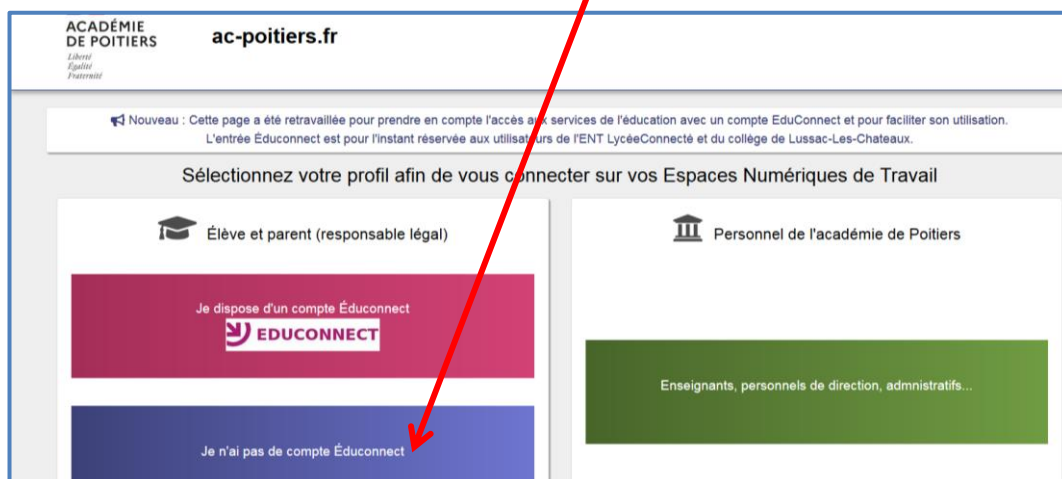 ACADÉMIE
DE POITIERS
Liberté
Égalité
Fraternité
ac-poitiers.fr
Nouveau : Cette page a été retravaillée pour prendre en compte l'accès aux services de l'éducation avec un compte EduConnect et pour faciliter son utilisation.
L'entrée Éduconnect est pour l'instant réservée aux utilisateurs de l'ENT LycéeConnecté et du collège de Lussac-Les-Chateaux.
Sélectionnez votre profil afin de vous connecter sur vos Espaces Numériques de Travail
Élève et parent (responsable légal)
Je dispose d'un compte Éduconnect
EDUCONNECT
Je n'ai pas de compte Éduconnect
Personnel de l'académie de Poitiers
Enseignants, personnels de direction, admnistratifs...